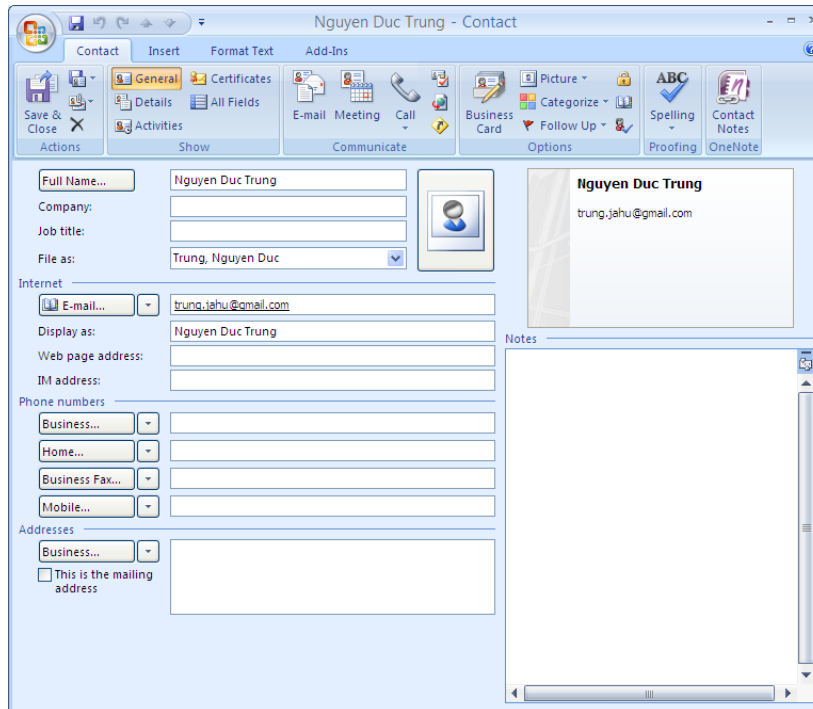 Nguyen Duc Trung - Contact
Contact Insert Format Text Add-Ins
Save & Close
General
Details
Activities
Certificates
All Fields
E-mail
Meeting
Call
Business Card
Picture
Categorize
Follow Up
ABC
Spelling
Contact Notes
Actions Show Communicate Options Proofing OneNote
Full Name... Nguyen Duc Trung
Company:
Job title:
File as: Trung, Nguyen Duc
Nguyen Duc Trung
trung.jahu@gmail.com
Internet
E-mail... trung.jahu@gmail.com
Display as: Nguyen Duc Trung
Web page address:
IM address:
Phone numbers
Business...
Home...
Business Fax...
Mobile...
Addresses
Business...
This is the mailing
address
Notes